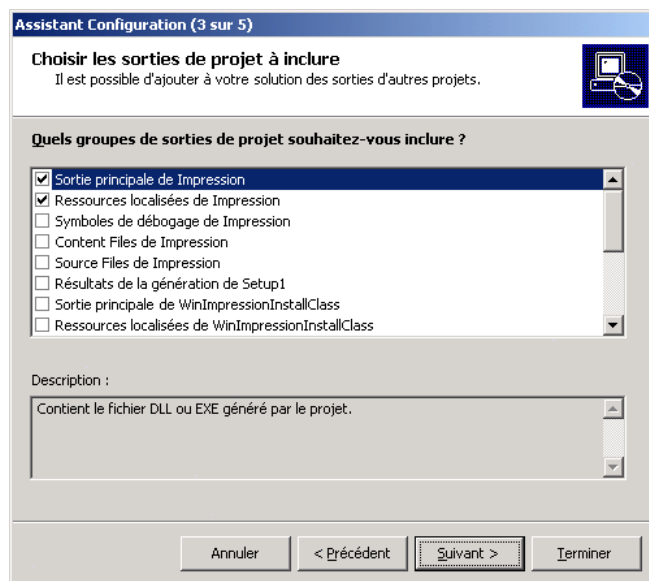 Assistant Configuration (3 sur 5)
Choisir les sorties de projet à inclure
Il est possible d'ajouter à votre solution des sorties d'autres projets.
Quels groupes de sorties de projet souhaitez-vous inclure ?
Sortie principale de Impression
Ressources localisées de Impression
Symboles de débogage de Impression
Content Files de Impression
Source Files de Impression
Résultats de la génération de Setup1
Sortie principale de WinImpressionInstallClass
Ressources localisées de WinImpressionInstallClass
Description :
Contient le fichier DLL ou EXE généré par le projet.
Annuler < Précédent Suivant > Terminer